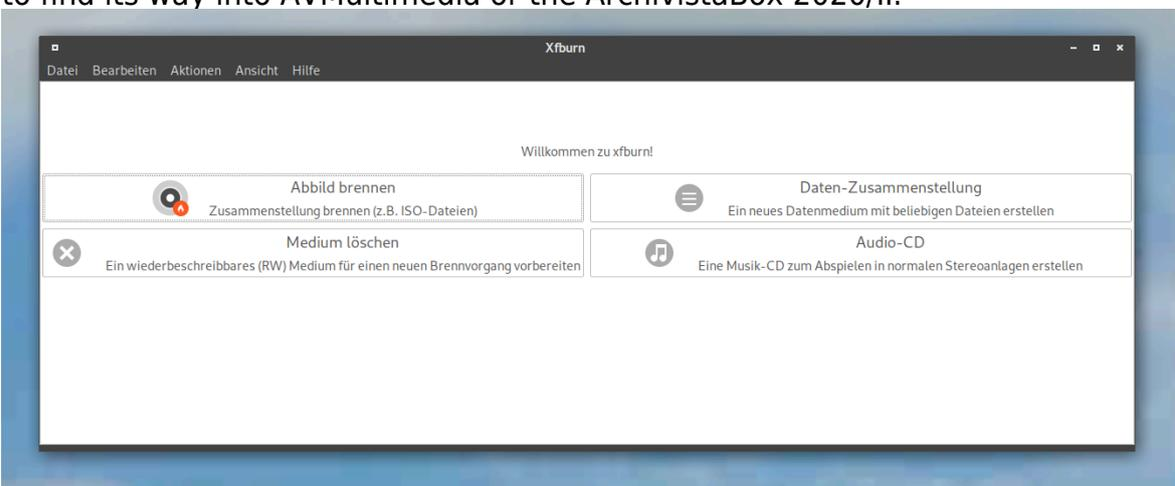 to find its way into AVMultimedia or the ArchivistaBox 2020/II.
Xfburn
Datei Bearbeiten Aktionen Ansicht Hilfe
Willkommen zu xfburn!
Abbild brennen
Zusammenstellung brennen (z.B. ISO-Dateien)
Daten-Zusammenstellung
Ein neues Datenmedium mit beliebigen Dateien erstellen
Medium löschen
Ein wiederbeschreibbares (RW) Medium für einen neuen Brennvorgang vorbereiten
Audio-CD
Eine Musik-CD zum Abspielen in normalen Stereoanlagen erstellen